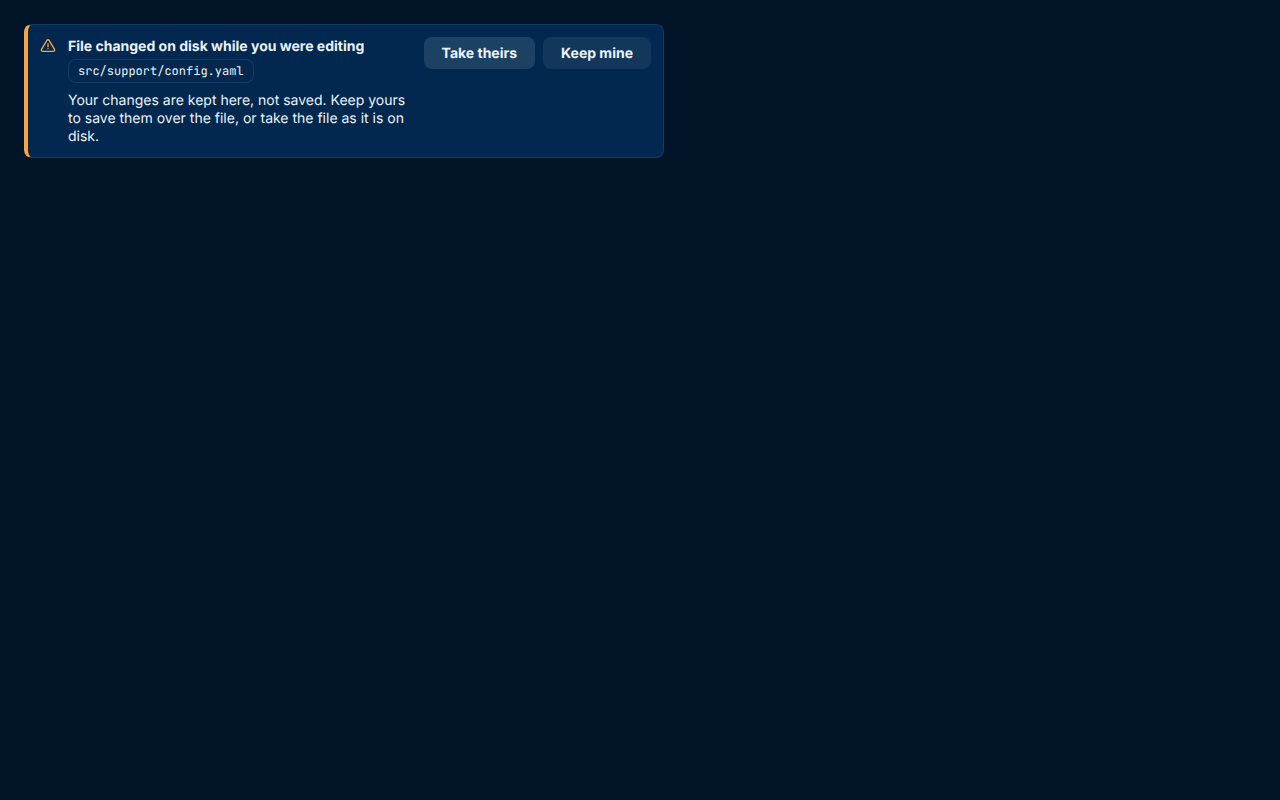 File changed on disk while you were editing
src/support/config.yaml
Your changes are kept here, not saved. Keep yours
to save them over the file, or take the file as it is on
disk.
Take theirs
Keep mine